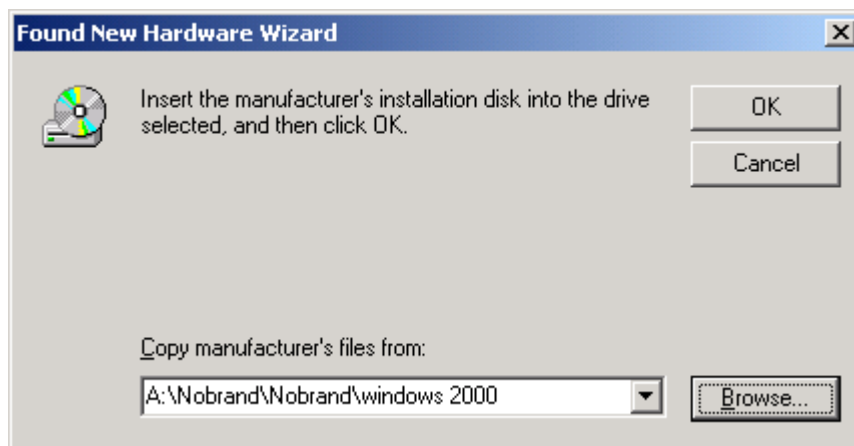 Found New Hardware Wizard
Insert the manufacturer's installation disk into the drive
selected, and then click OK.
OK
Cancel
Copy manufacturer's files from:
A:\Nobrand\Nobrand\windows 2000
Browse...